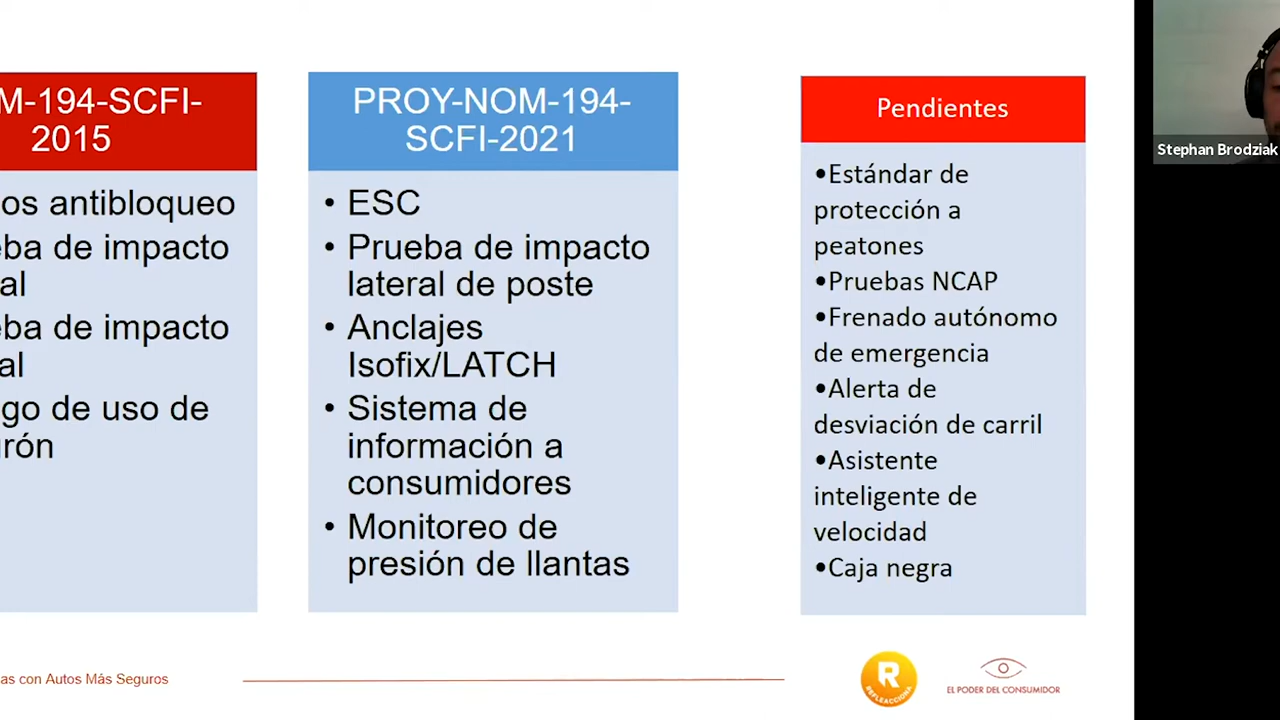 M-194-SCFI-
2015
os antibloqueo
eba de impacto
al
eba de impacto
al
go de uso de
rón
PROY-NOM-194-
SCFI-2021
• ESC
• Prueba de impacto
lateral de poste
• Anclajes
Isofix/LATCH
• Sistema de
información a
consumidores
• Monitoreo de
presión de llantas
Pendientes
•Estándar de
protección a
peatones
•Pruebas NCAP
•Frenado autónomo
de emergencia
•Alerta de
desviación de carril
•Asistente
inteligente de
velocidad
•Caja negra
Stephan Brodziak
as con Autos Más Seguros
R
REFLEACCIONA
EL PODER DEL CONSUMIDOR